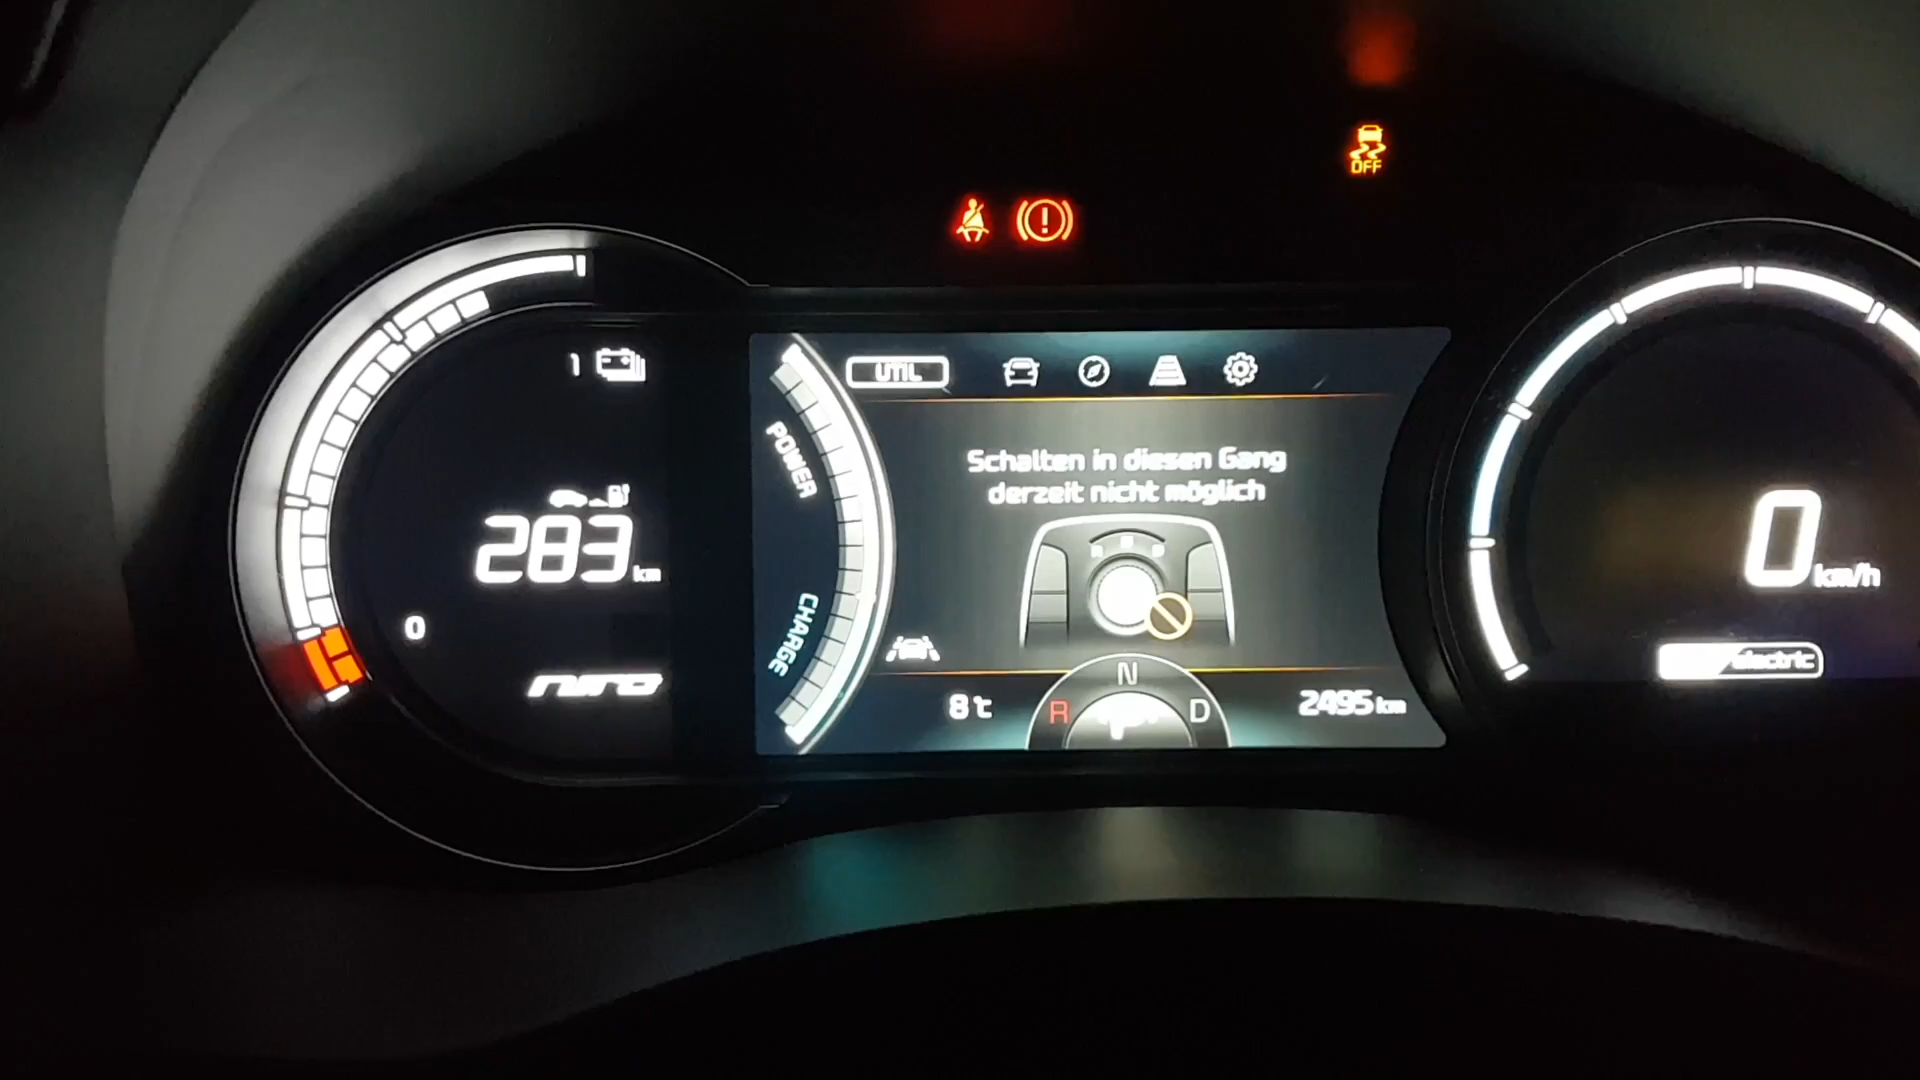 OFF
1
UTIL
POWER
Schalten in diesen Gang
derzeit nicht möglich
283 km
0
CHARGE
niro
8°C
R
N
D
2495 km
0 km/h
electric